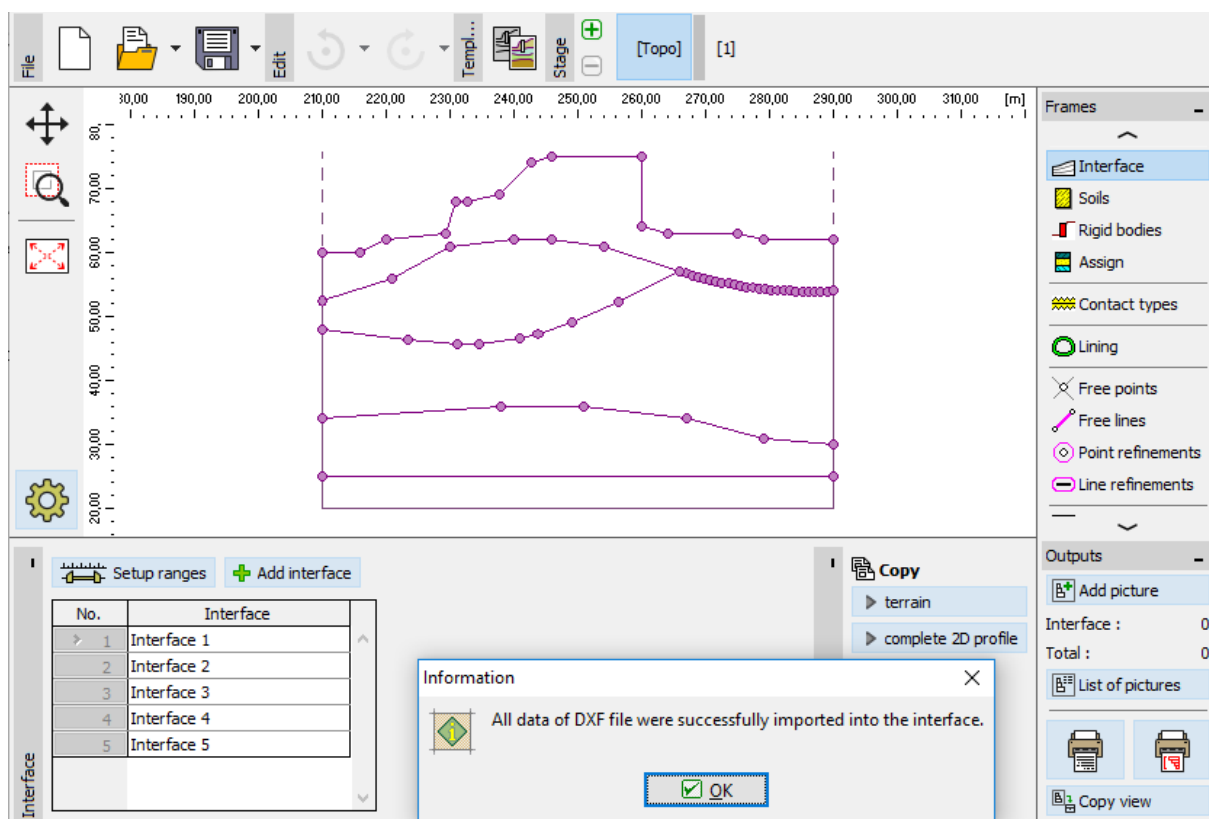 File
Edit
Templ...
Stage
[Topo]
[1]
30,00 190,00 200,00 210,00 220,00 230,00 240,00 250,00 260,00 270,00 280,00 290,00 300,00 310,00 [m]
80,
70,00
60,00
50,00
40,00
30,00
20,00
Frames
Interface
Soils
Rigid bodies
Assign
Contact types
Lining
Free points
Free lines
Point refinements
Line refinements
Interface
Setup ranges
Add interface
No. Interface
1 Interface 1
2 Interface 2
3 Interface 3
4 Interface 4
5 Interface 5
Copy
terrain
complete 2D profile
Information
All data of DXF file were successfully imported into the interface.
OK
Outputs
Add picture
Interface : 0
Total : 0
List of pictures
Copy view